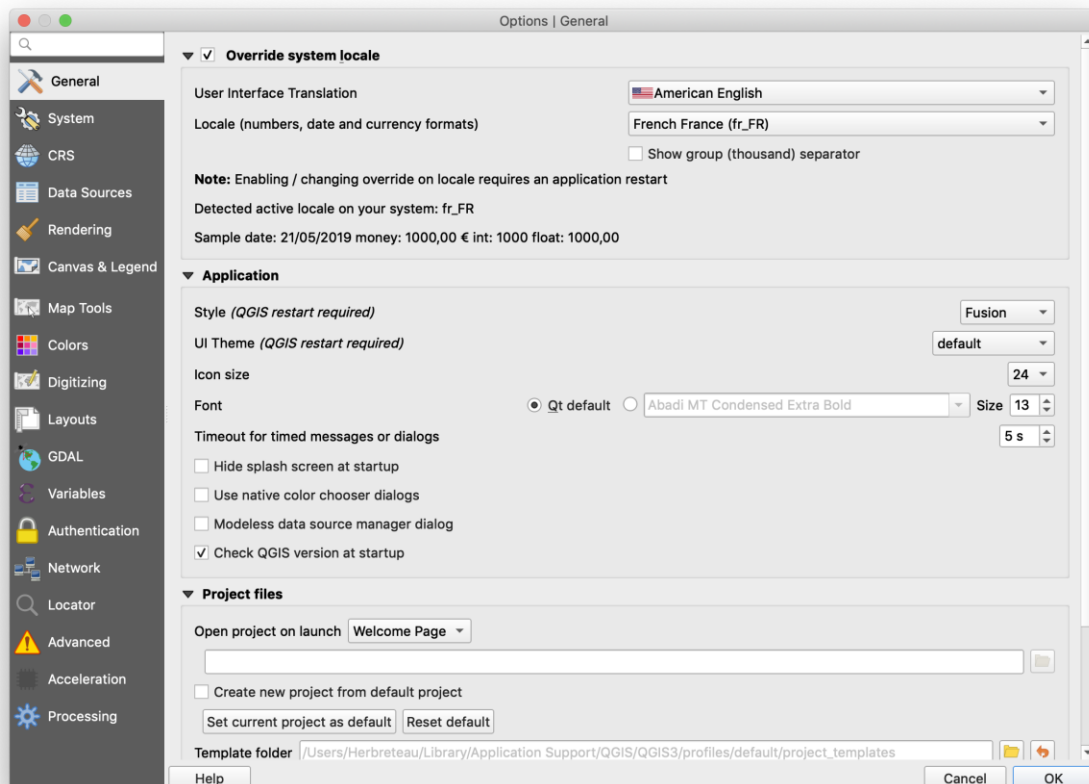 Options | General
General
System
CRS
Data Sources
Rendering
Canvas & Legend
Map Tools
Colors
Digitizing
Layouts
GDAL
Variables
Authentication
Network
Locator
Advanced
Acceleration
Processing
Override system locale
User Interface Translation American English
Locale (numbers, date and currency formats) French France (fr_FR)
Show group (thousand) separator
Note: Enabling / changing override on locale requires an application restart
Detected active locale on your system: fr_FR
Sample date: 21/05/2019 money: 1000,00 € int: 1000 float: 1000,00
Application
Style (QGIS restart required) Fusion
UI Theme (QGIS restart required) default
Icon size 24
Font Qt default Abadi MT Condensed Extra Bold Size 13
Timeout for timed messages or dialogs 5 s
Hide splash screen at startup
Use native color chooser dialogs
Modeless data source manager dialog
Check QGIS version at startup
Project files
Open project on launch Welcome Page
Create new project from default project
Set current project as default Reset default
Template folder /Users/Herbreteau/Library/Application Support/QGIS/QGIS3/profiles/default/project_templates
Help Cancel OK